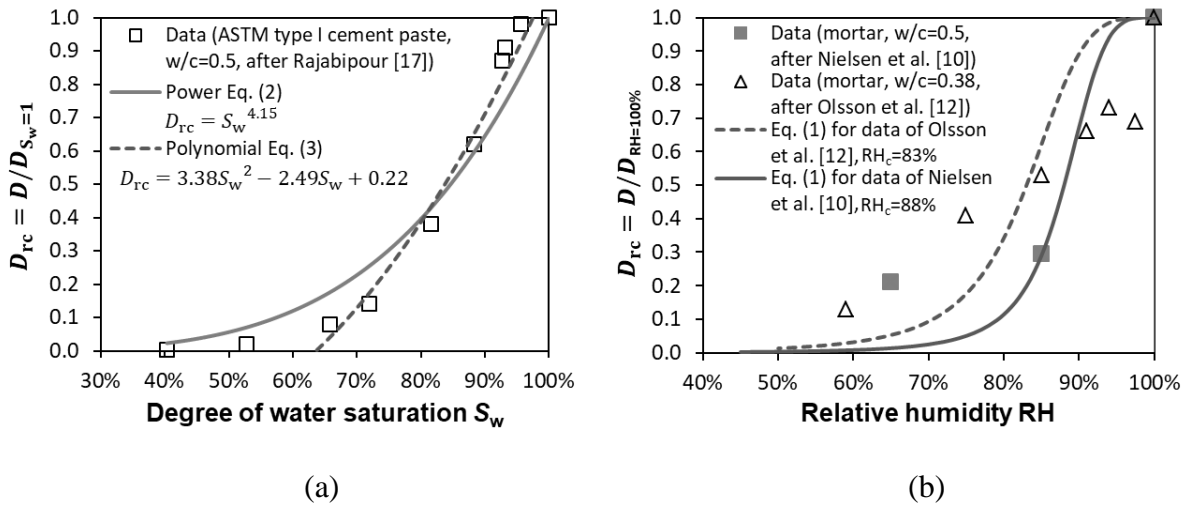 1.0
0.9
0.8
0.7
0.6
0.5
0.4
0.3
0.2
0.1
0.0
Drc = D/DSw=1
Data (ASTM type I cement paste,
w/c=0.5, after Rajabipour [17])
Power Eq. (2)
Drc = Sw^4.15
Polynomial Eq. (3)
Drc = 3.38Sw² − 2.49Sw + 0.22
30% 40% 50% 60% 70% 80% 90% 100%
Degree of water saturation Sw
(a)
1.0
0.9
0.8
0.7
0.6
0.5
0.4
0.3
0.2
0.1
0.0
Drc = D/DRH=100%
Data (mortar, w/c=0.5,
after Nielsen et al. [10])
Data (mortar, w/c=0.38,
after Olsson et al. [12])
Eq. (1) for data of Olsson
et al. [12],RHc=83%
Eq. (1) for data of Nielsen
et al. [10],RHc=88%
40% 50% 60% 70% 80% 90% 100%
Relative humidity RH
(b)